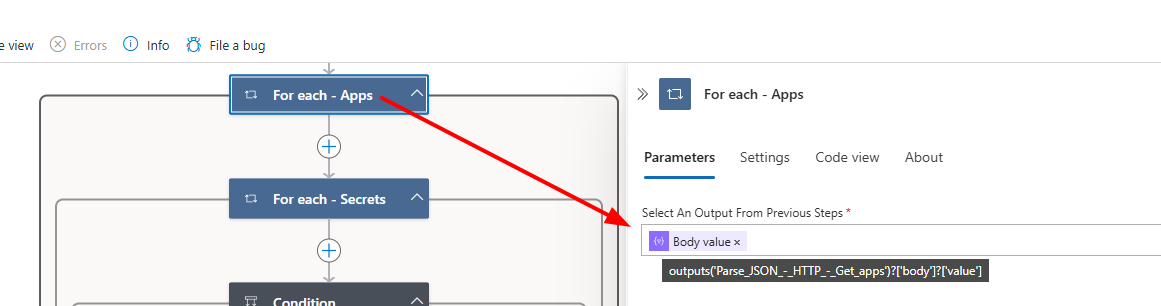 e view Errors Info File a bug
For each - Apps
For each - Secrets
Condition
For each - Apps
Parameters Settings Code view About
Select An Output From Previous Steps *
{v} Body value ×
outputs('Parse_JSON_-_HTTP_-_Get_apps')?['body']?['value']